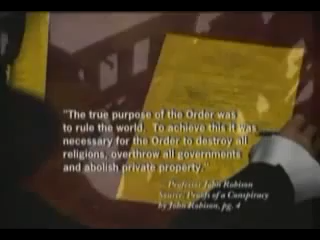 "The true purpose of the Order was
to rule the world. To achieve this it was
necessary for the Order to destroy all
religions, overthrow all governments
and abolish private property."
... Professor John Robison
Source, Proofs of a Conspiracy
by John Robison, pg. 4